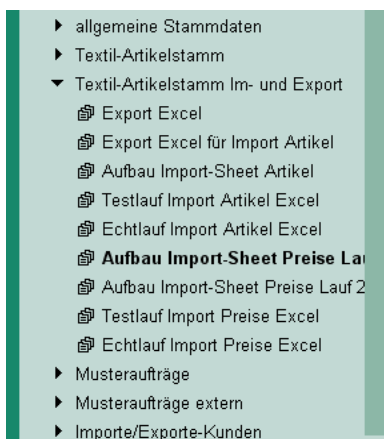 allgemeine Stammdaten
Textil-Artikelstamm
Textil-Artikelstamm Im- und Export
Export Excel
Export Excel für Import Artikel
Aufbau Import-Sheet Artikel
Testlauf Import Artikel Excel
Echtlauf Import Artikel Excel
Aufbau Import-Sheet Preise
Aufbau Import-Sheet Preise Lauf 2
Testlauf Import Preise Excel
Echtlauf Import Preise Excel
Musteraufträge
Musteraufträge extern
Importe/Exporte-Kunden